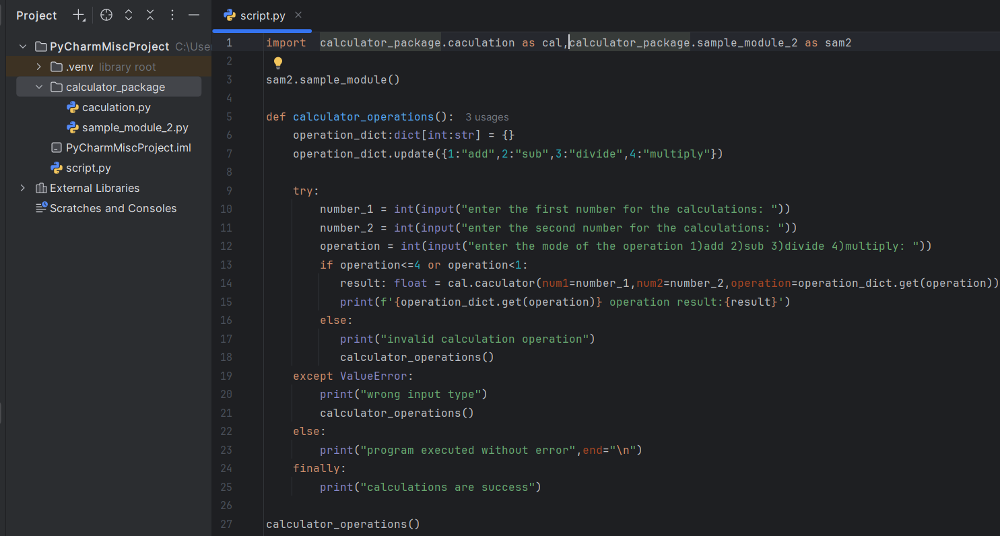 Project
PyCharmMiscProject C:\User
.venv library root
calculator_package
caculation.py
sample_module_2.py
PyCharmMiscProject.iml
script.py
External Libraries
Scratches and Consoles
script.py
1 import  calculator_package.caculation as cal,calculator_package.sample_module_2 as sam2
2
3 sam2.sample_module()
4
5 def calculator_operations(): 3 usages
6     operation_dict:dict[int:str] = {}
7     operation_dict.update({1:"add",2:"sub",3:"divide",4:"multiply"})
8
9     try:
10         number_1 = int(input("enter the first number for the calculations: "))
11         number_2 = int(input("enter the second number for the calculations: "))
12         operation = int(input("enter the mode of the operation 1)add 2)sub 3)divide 4)multiply: "))
13         if operation<=4 or operation<1:
14            result: float = cal.caculator(num1=number_1,num2=number_2,operation=operation_dict.get(operation))
15            print(f'{operation_dict.get(operation)} operation result:{result}')
16         else:
17            print("invalid calculation operation")
18            calculator_operations()
19     except ValueError:
20         print("wrong input type")
21         calculator_operations()
22     else:
23         print("program executed without error",end="\n")
24     finally:
25         print("calculations are success")
26
27 calculator_operations()